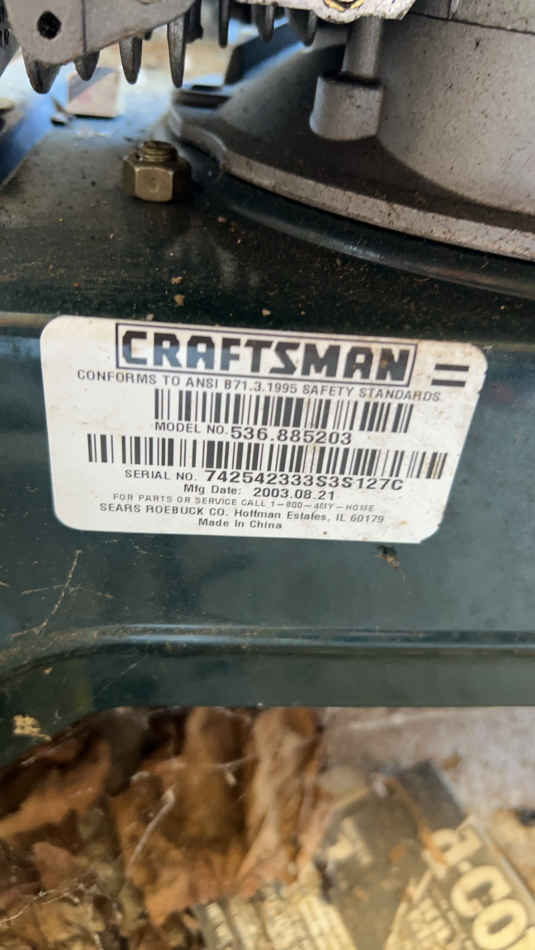 CRAFTSMAN
CONFORMS TO ANSI B71.3.1995 SAFETY STANDARDS
MODEL NO. 536.885203
SERIAL NO. 742542333S3S127C
Mfg Date: 2003.08.21
FOR PARTS OR SERVICE CALL 1-800-4MY-HOME
SEARS ROEBUCK CO. Hoffman Estates, IL 60179
Made In China